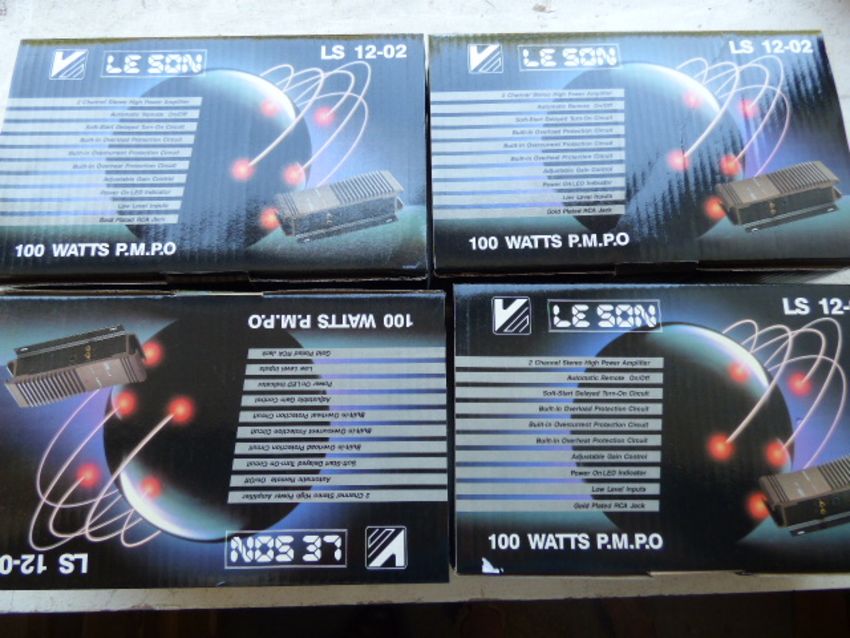 LE SON
LS 12-02
2 Channel Stereo High Power Amplifier
Automatic Remote On/Off
Soft-Start Delayed Turn-On Circuit
Built-in Overload Protection Circuit
Built-in Overcurrent Protection Circuit
Built-in Overheat Protection Circuit
Adjustable Gain Control
Power On LED Indicator
Low Level Inputs
Gold Plated RCA Jack
100 WATTS P.M.P.O
LE SON
LS 12-02
2 Channel Stereo High Power Amplifier
Automatic Remote On/Off
Soft-Start Delayed Turn-On Circuit
Built-in Overload Protection Circuit
Built-in Overcurrent Protection Circuit
Built-in Overheat Protection Circuit
Adjustable Gain Control
Power On LED Indicator
Low Level Inputs
Gold Plated RCA Jack
100 WATTS P.M.P.O
LE SON
LS 12-0
2 Channel Stereo High Power Amplifier
Automatic Remote On/Off
Soft-Start Delayed Turn-On Circuit
Built-in Overload Protection Circuit
Built-in Overcurrent Protection Circuit
Built-in Overheat Protection Circuit
Adjustable Gain Control
Power On LED Indicator
Low Level Inputs
Gold Plated RCA Jack
100 WATTS P.M.P.O
LE SON
LS 12-0
2 Channel Stereo High Power Amplifier
Automatic Remote On/Off
Soft-Start Delayed Turn-On Circuit
Built-in Overload Protection Circuit
Built-in Overcurrent Protection Circuit
Built-in Overheat Protection Circuit
Adjustable Gain Control
Power On LED Indicator
Low Level Inputs
Gold Plated RCA Jack
100 WATTS P.M.P.O